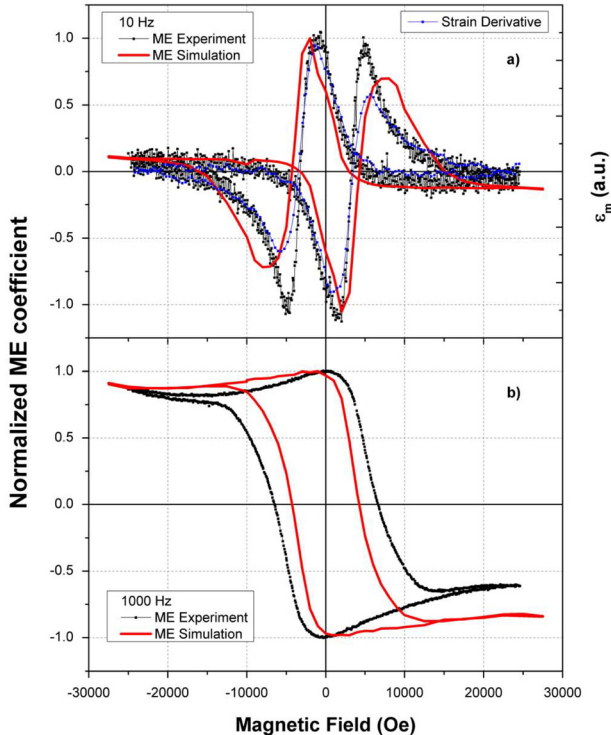 10 Hz
ME Experiment
ME Simulation
Strain Derivative
a)
1.0
0.5
0.0
-0.5
-1.0
εm (a.u.)
Normalized ME coefficient
b)
1.0
0.5
0.0
-0.5
-1.0
1000 Hz
ME Experiment
ME Simulation
-30000 -20000 -10000 0 10000 20000 30000
Magnetic Field (Oe)